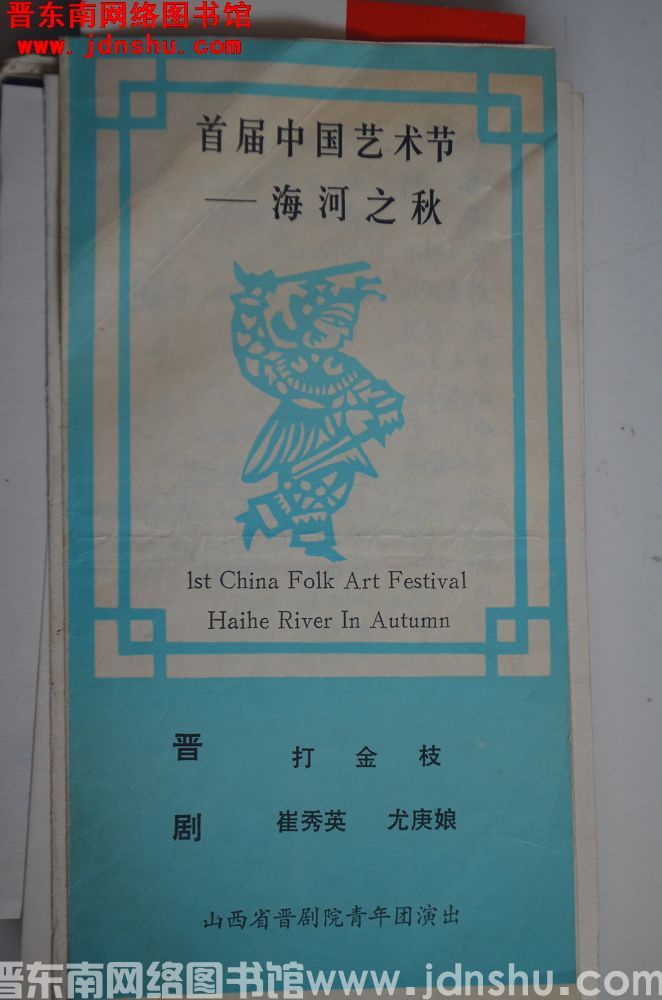 晋东南网络图书馆
www.jdnshu.com
首届中国艺术节
—海河之秋
1st China Folk Art Festival
Haihe River In Autumn
晋剧
打金枝
崔秀英 尤庚娘
山西省晋剧院青年团演出
晋东南网络图书馆www.jdnshu.com